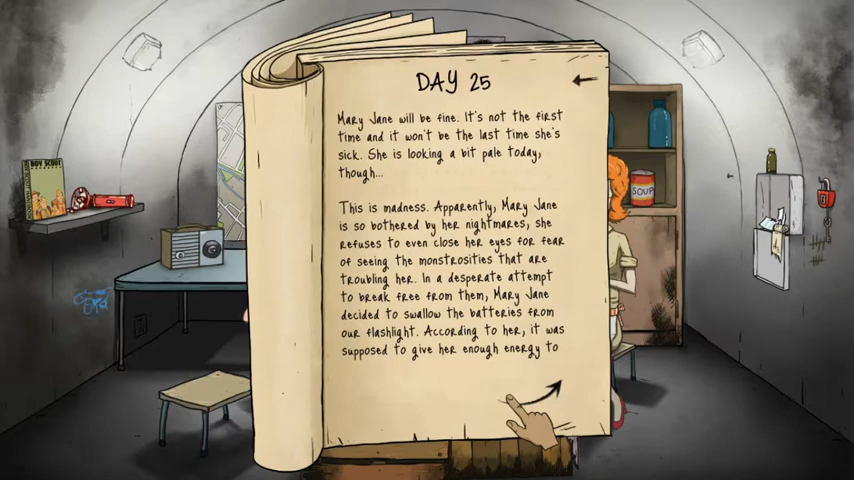 DAY 25
Mary Jane will be fine. It's not the first
time and it won't be the last time she's
sick. She is looking a bit pale today,
though...
This is madness. Apparently, Mary Jane
is so bothered by her nightmares, she
refuses to even close her eyes for fear
of seeing the monstrosities that are
troubling her. In a desperate attempt
to break free from them, Mary Jane
decided to swallow the batteries from
our flashlight. According to her, it was
supposed to give her enough energy to
BOY SCOUT
SOUP